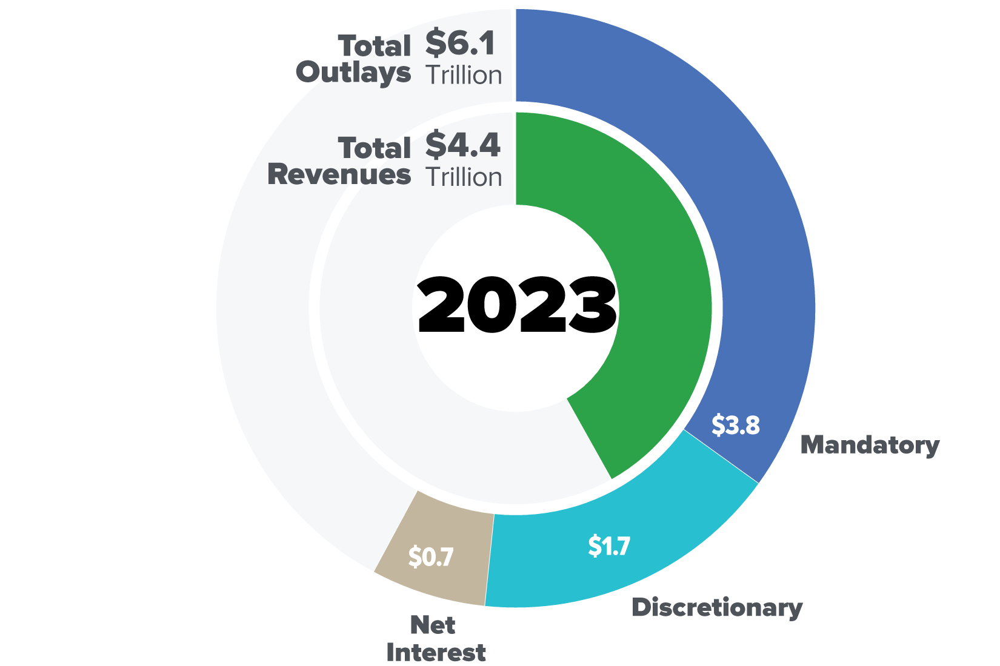 Total $6.1
Outlays Trillion
Total $4.4
Revenues Trillion
2023
$3.8
Mandatory
$1.7
$0.7
Discretionary
Net
Interest